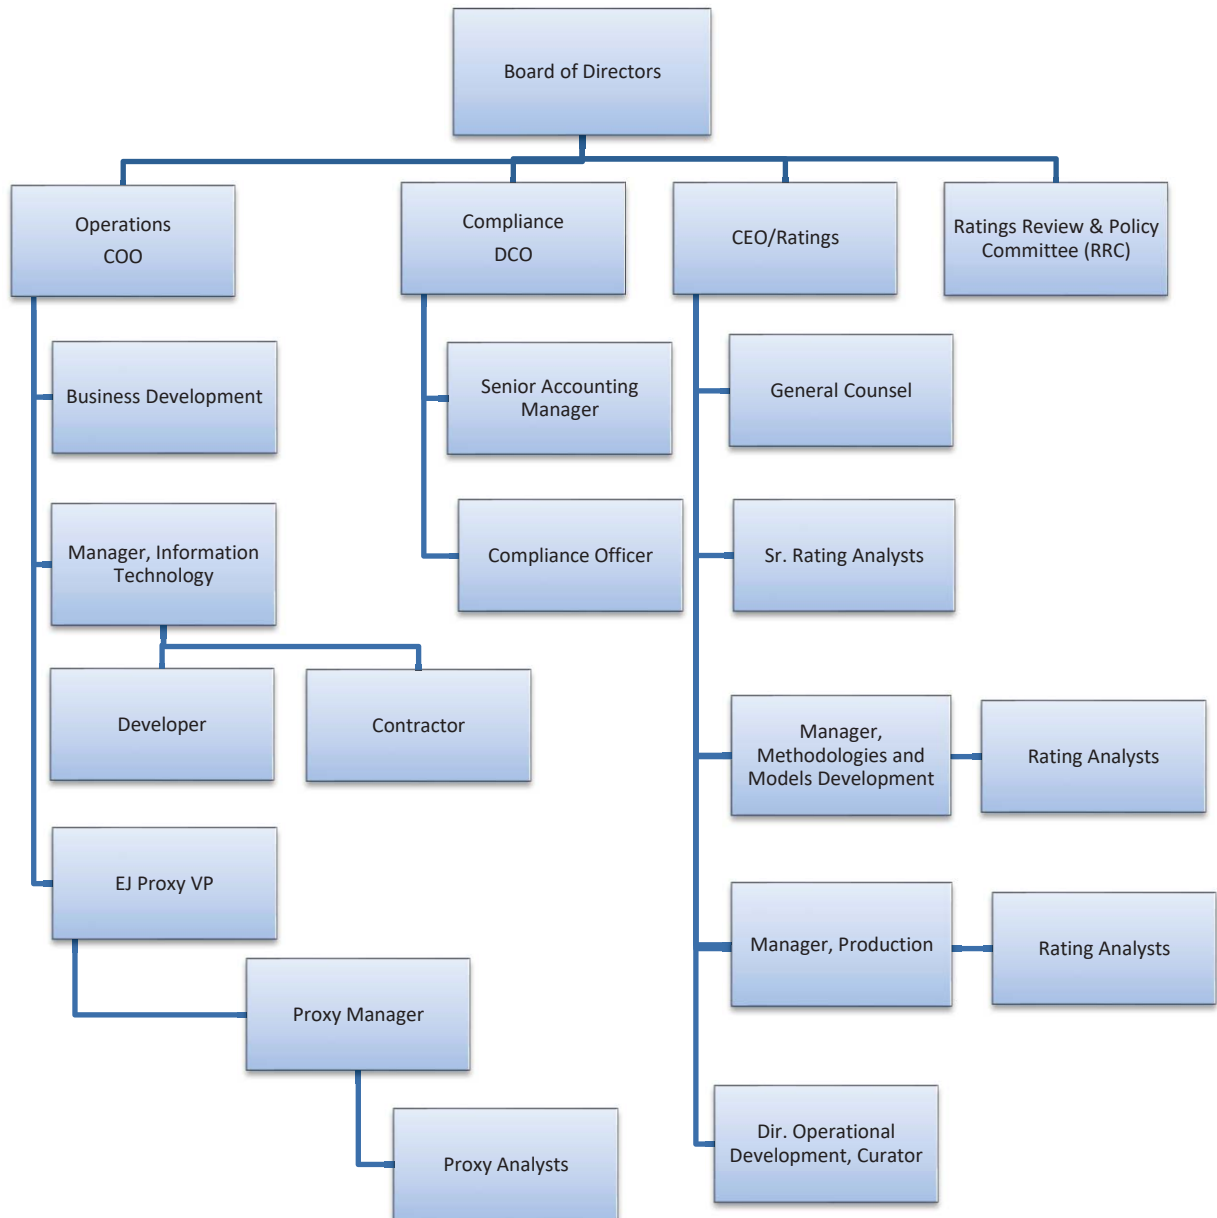 Board of Directors
Operations
COO
Compliance
DCO
CEO/Ratings
Ratings Review & Policy
Committee (RRC)
Business Development
Senior Accounting
Manager
General Counsel
Manager, Information
Technology
Compliance Officer
Sr. Rating Analysts
Developer
Contractor
Manager,
Methodologies and
Models Development
Rating Analysts
EJ Proxy VP
Manager, Production
Rating Analysts
Proxy Manager
Proxy Analysts
Dir. Operational
Development, Curator